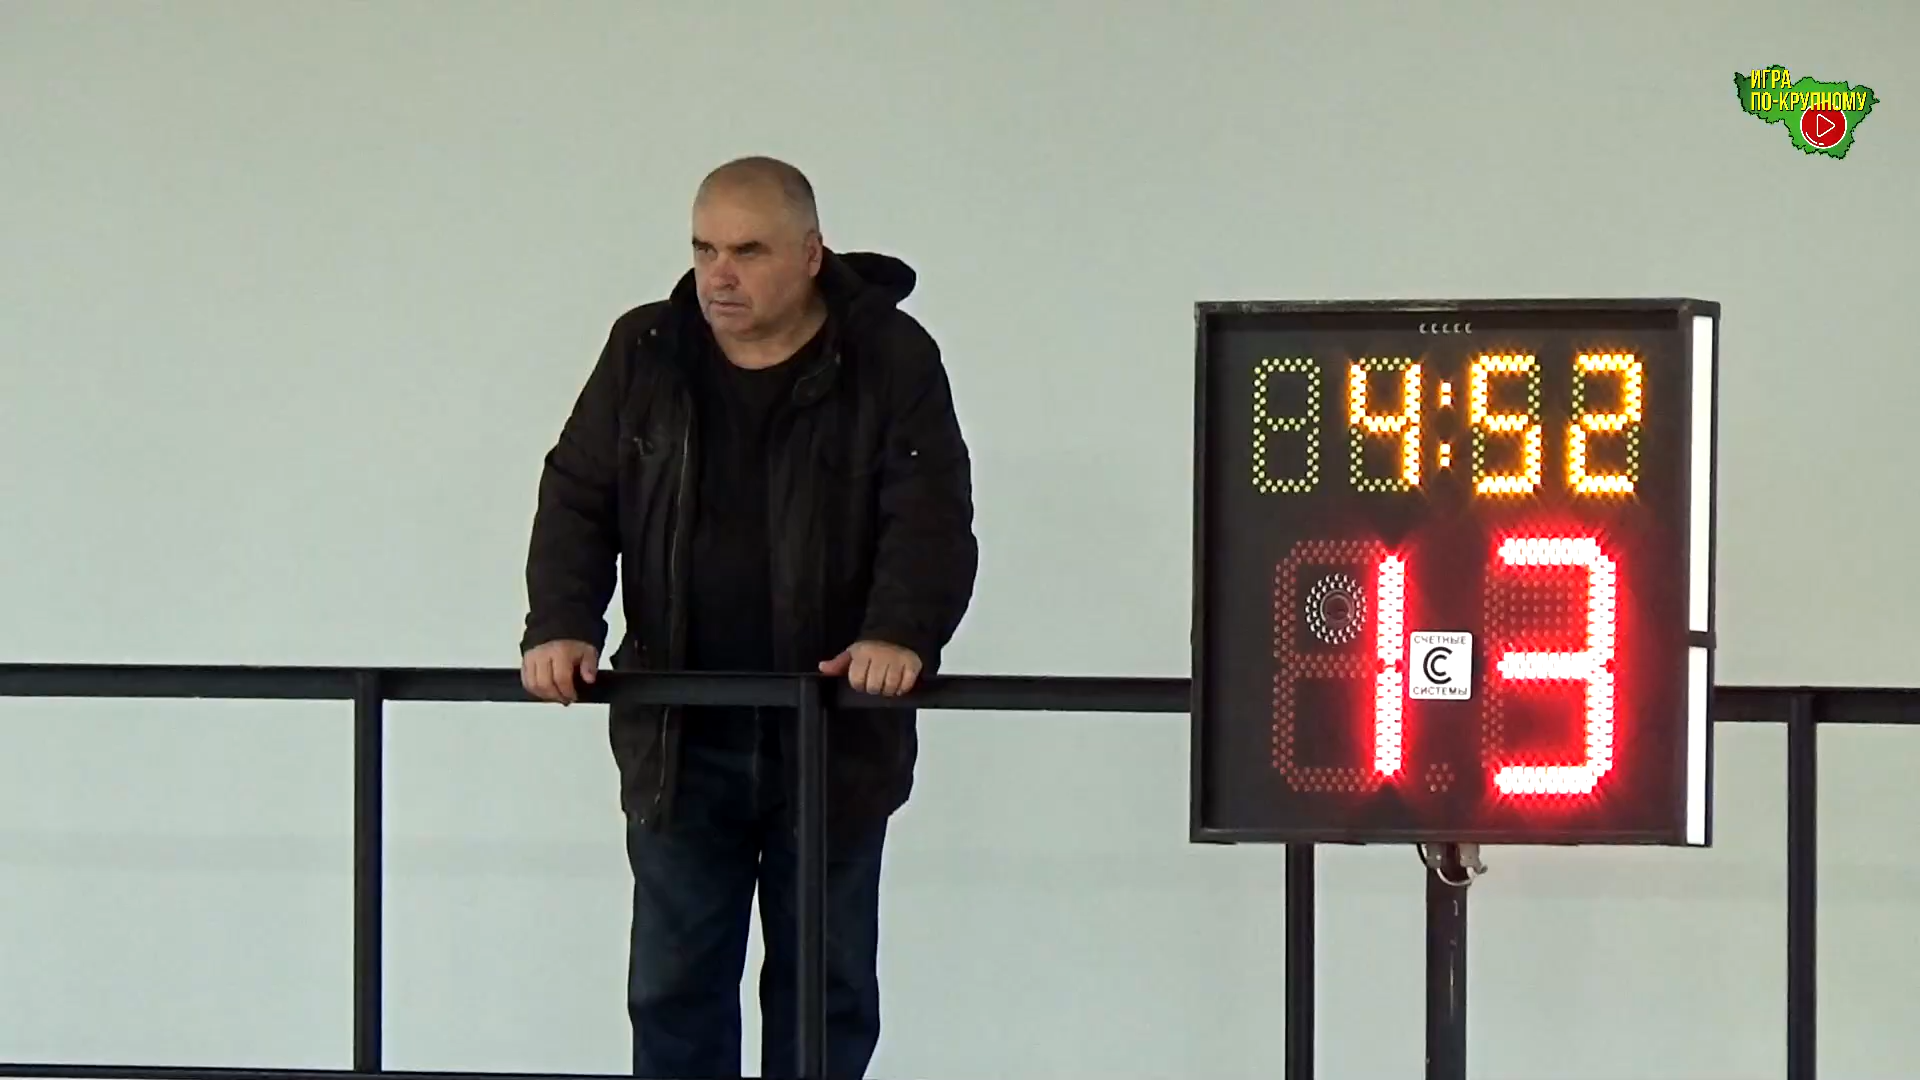 ИГРА
ПО-КРУПНОМУ
4:52
13
СЧЕТНЫЕ
СИСТЕМЫ